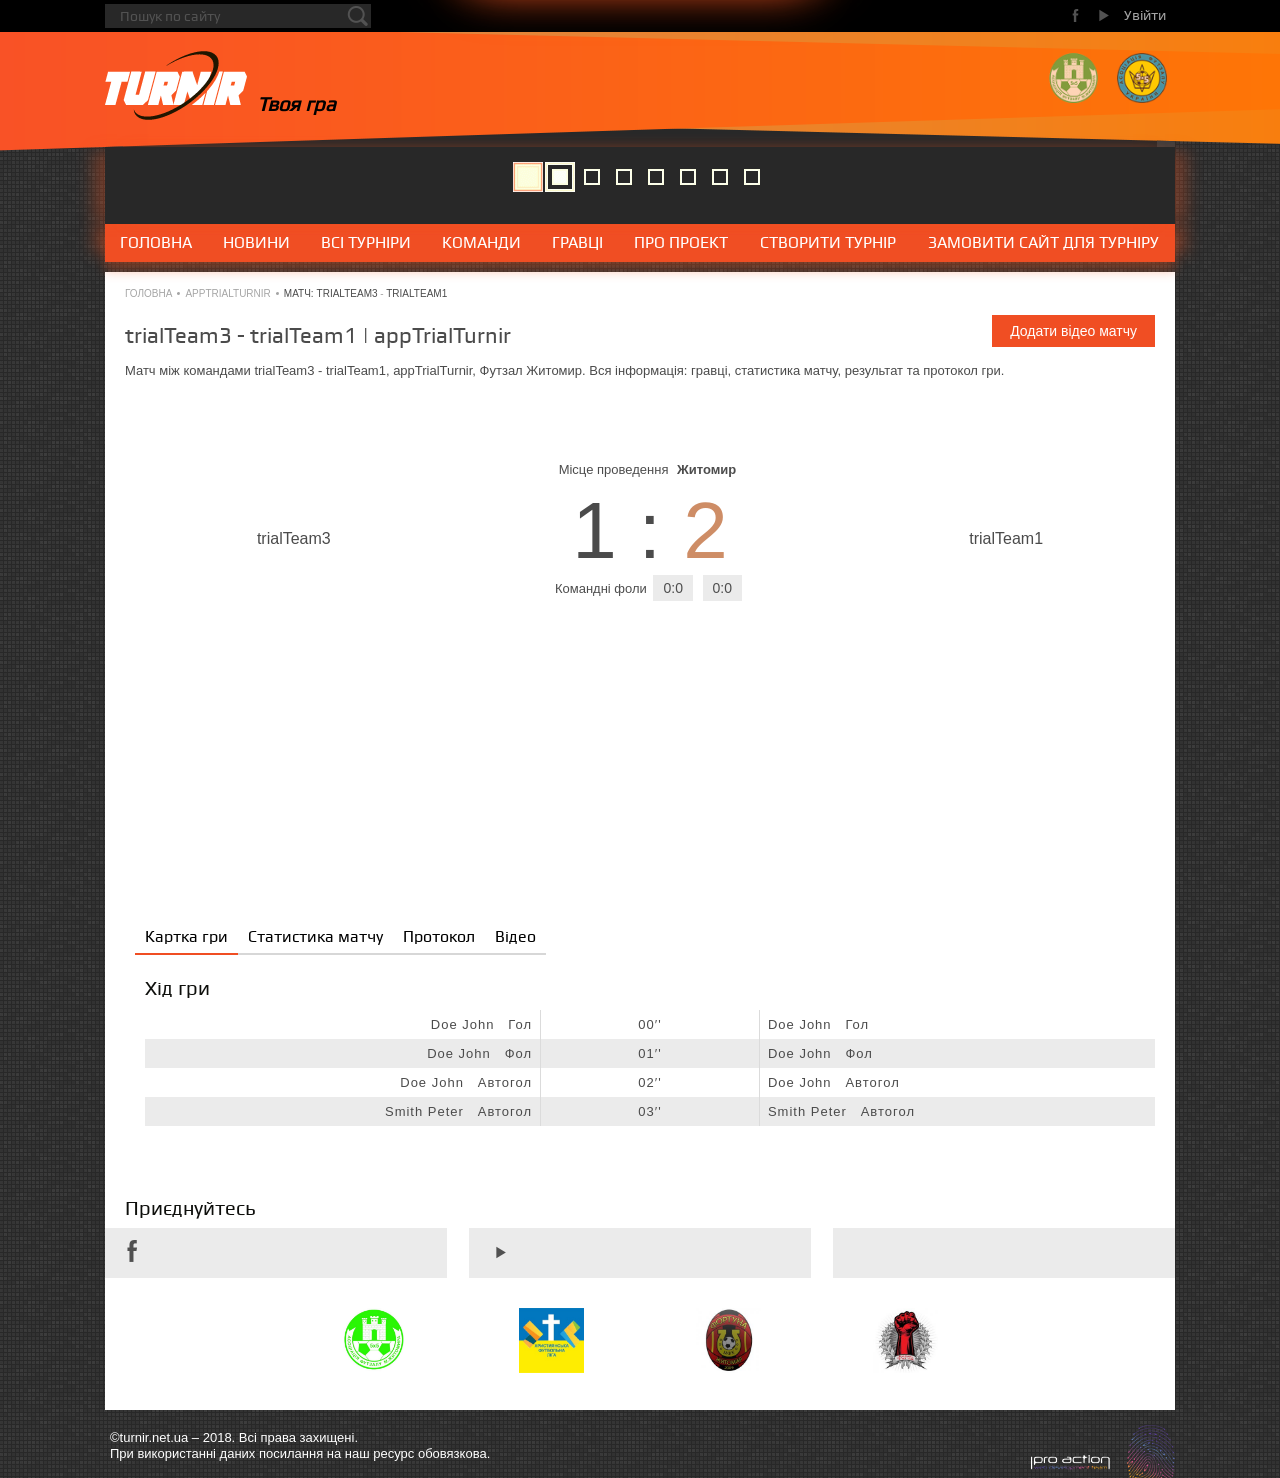 Пошук по сайту
Увійти
TURNIR
Твоя гра
ГОЛОВНА НОВИНИ ВСІ ТУРНІРИ КОМАНДИ ГРАВЦІ ПРО ПРОЕКТ СТВОРИТИ ТУРНІР ЗАМОВИТИ САЙТ ДЛЯ ТУРНІРУ
ГОЛОВНА • APPTRIALTURNIR • МАТЧ: TRIALTEAM3 - TRIALTEAM1
trialTeam3 - trialTeam1 | appTrialTurnir
Додати відео матчу
Матч між командами trialTeam3 - trialTeam1, appTrialTurnir, Футзал Житомир. Вся інформація: гравці, статистика матчу, результат та протокол гри.
Місце проведення Житомир
trialTeam3
1 : 2
trialTeam1
Командні фоли 0:0 0:0
Картка гри Статистика матчу Протокол Відео
Хід гри
Doe John Гол 00′′ Doe John Гол
Doe John Фол 01′′ Doe John Фол
Doe John Автогол 02′′ Doe John Автогол
Smith Peter Автогол 03′′ Smith Peter Автогол
Приєднуйтесь
ХРИСТИЯНСЬКА
ФУТБОЛЬНА
ЛІГА
ФОРТУНА
©turnir.net.ua – 2018. Всі права захищені.
При використанні даних посилання на наш ресурс обовязкова.
pro action